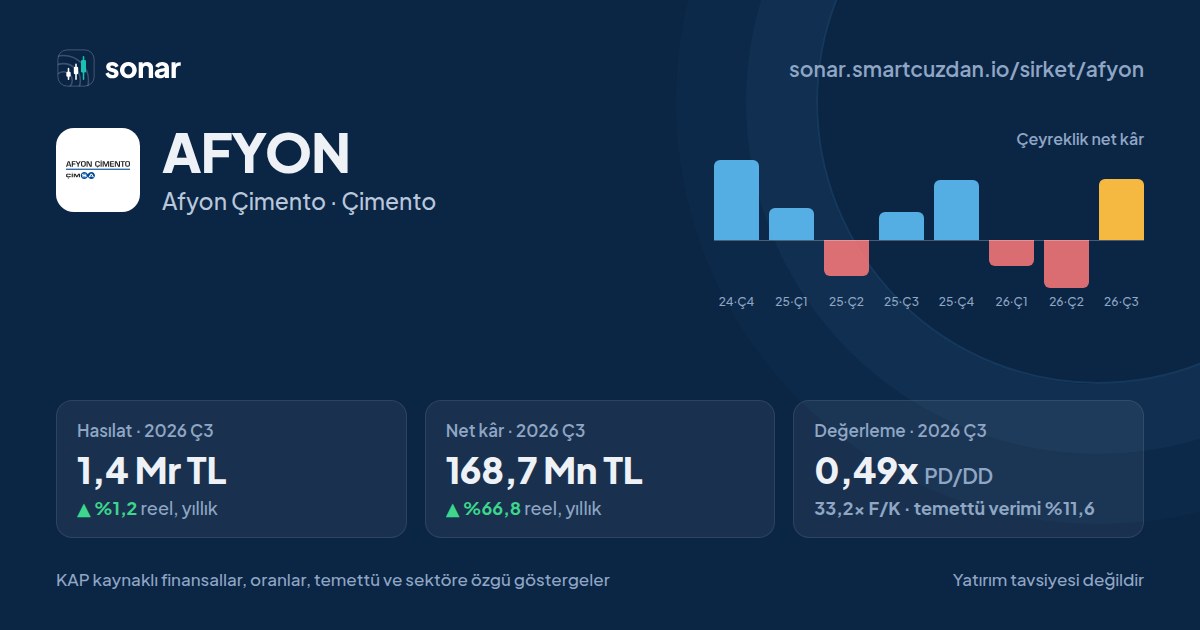 sonar
sonar.smartcuzdan.io/sirket/afyon
AFYON ÇİMENTO
ÇİMSA
AFYON
Afyon Çimento · Çimento
Çeyreklik net kâr
24·Ç4 25·Ç1 25·Ç2 25·Ç3 25·Ç4 26·Ç1 26·Ç2 26·Ç3
Hasılat · 2026 Ç3
1,4 Mr TL
▲ %1,2 reel, yıllık
Net kâr · 2026 Ç3
168,7 Mn TL
▲ %66,8 reel, yıllık
Değerleme · 2026 Ç3
0,49x PD/DD
33,2× F/K · temettü verimi %11,6
KAP kaynaklı finansallar, oranlar, temettü ve sektöre özgü göstergeler
Yatırım tavsiyesi değildir